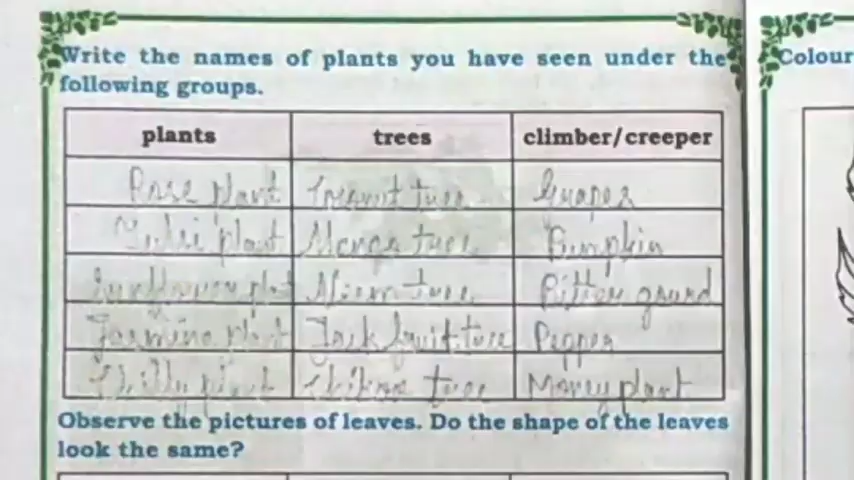 Write the names of plants you have seen under the
following groups.
plants trees climber/creeper
Rose plant Coconut tree Grapes
Tulsi plant Mango tree Pumpkin
Sunflower plant Neem tree Bitter gourd
Jasmine plant Jack fruit tree Pepper
Chilly plant Chikoo tree Money plant
Observe the pictures of leaves. Do the shape of the leaves
look the same?
Colour